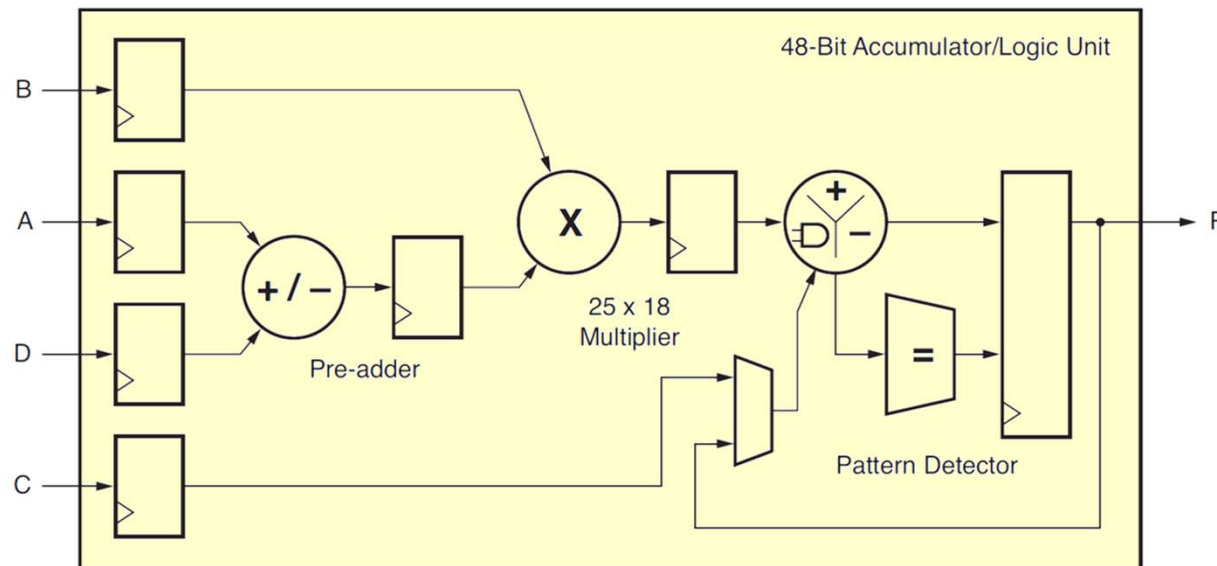 48-Bit Accumulator/Logic Unit
B
A
+
X
−
+ / −
25 x 18
Multiplier
D
Pre-adder
=
Pattern Detector
C